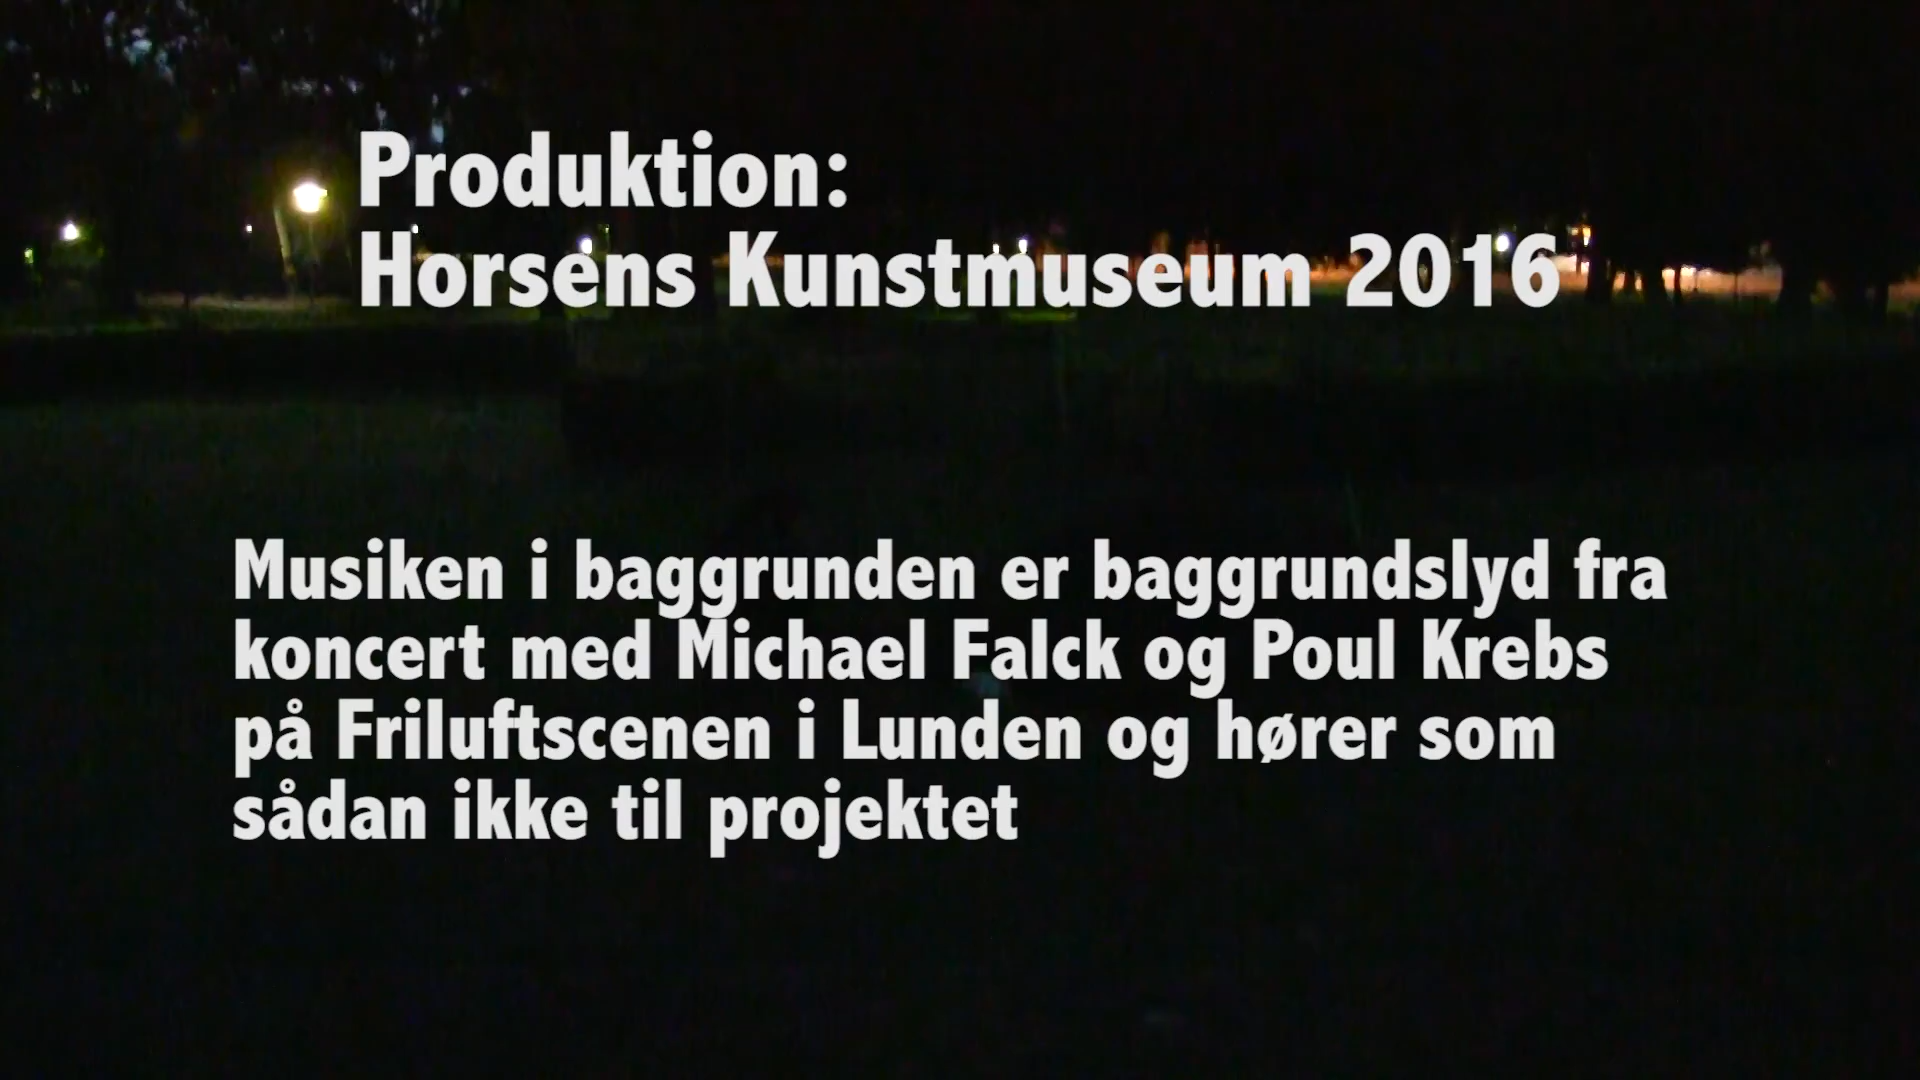 Produktion:
Horsens Kunstmuseum 2016
Musiken i baggrunden er baggrundslyd fra
koncert med Michael Falck og Poul Krebs
på Friluftscenen i Lunden og hører som
sådan ikke til projektet